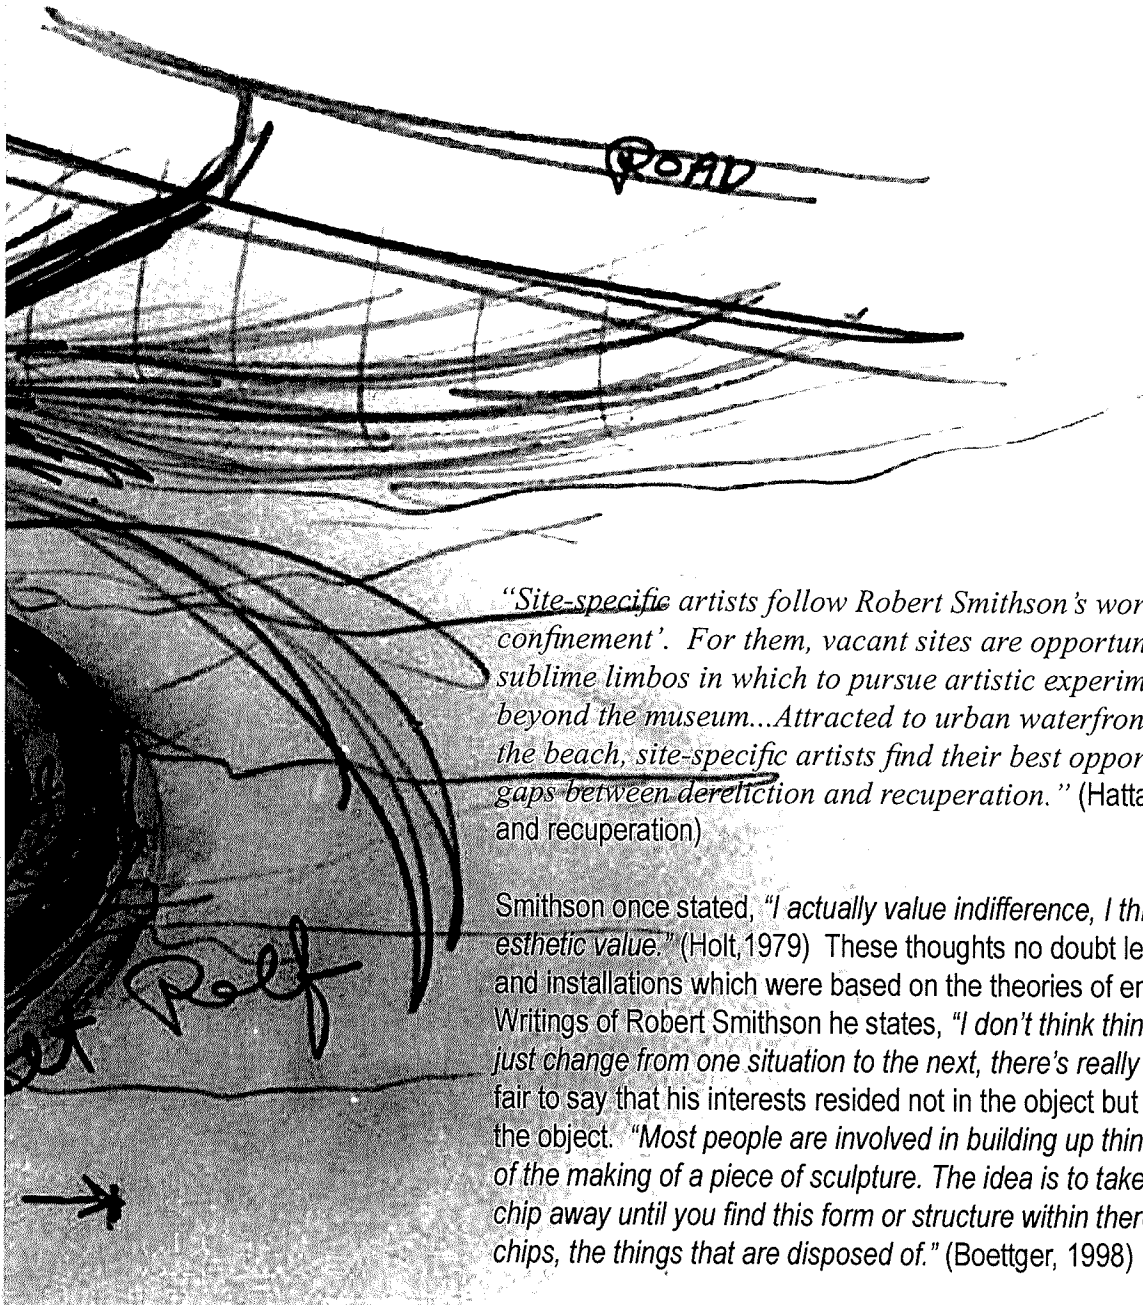 ROAD
"Site-specific artists follow Robert Smithson's wor
confinement'. For them, vacant sites are opportun
sublime limbos in which to pursue artistic experim
beyond the museum...Attracted to urban waterfron
the beach, site-specific artists find their best oppor
gaps between dereliction and recuperation." (Hatta
and recuperation)
Smithson once stated, "I actually value indifference, I thi
esthetic value." (Holt,1979) These thoughts no doubt le
and installations which were based on the theories of en
Writings of Robert Smithson he states, "I don't think thin
just change from one situation to the next, there's really
fair to say that his interests resided not in the object but
the object. "Most people are involved in building up thin
of the making of a piece of sculpture. The idea is to take
chip away until you find this form or structure within ther
chips, the things that are disposed of." (Boettger, 1998)
Rolf